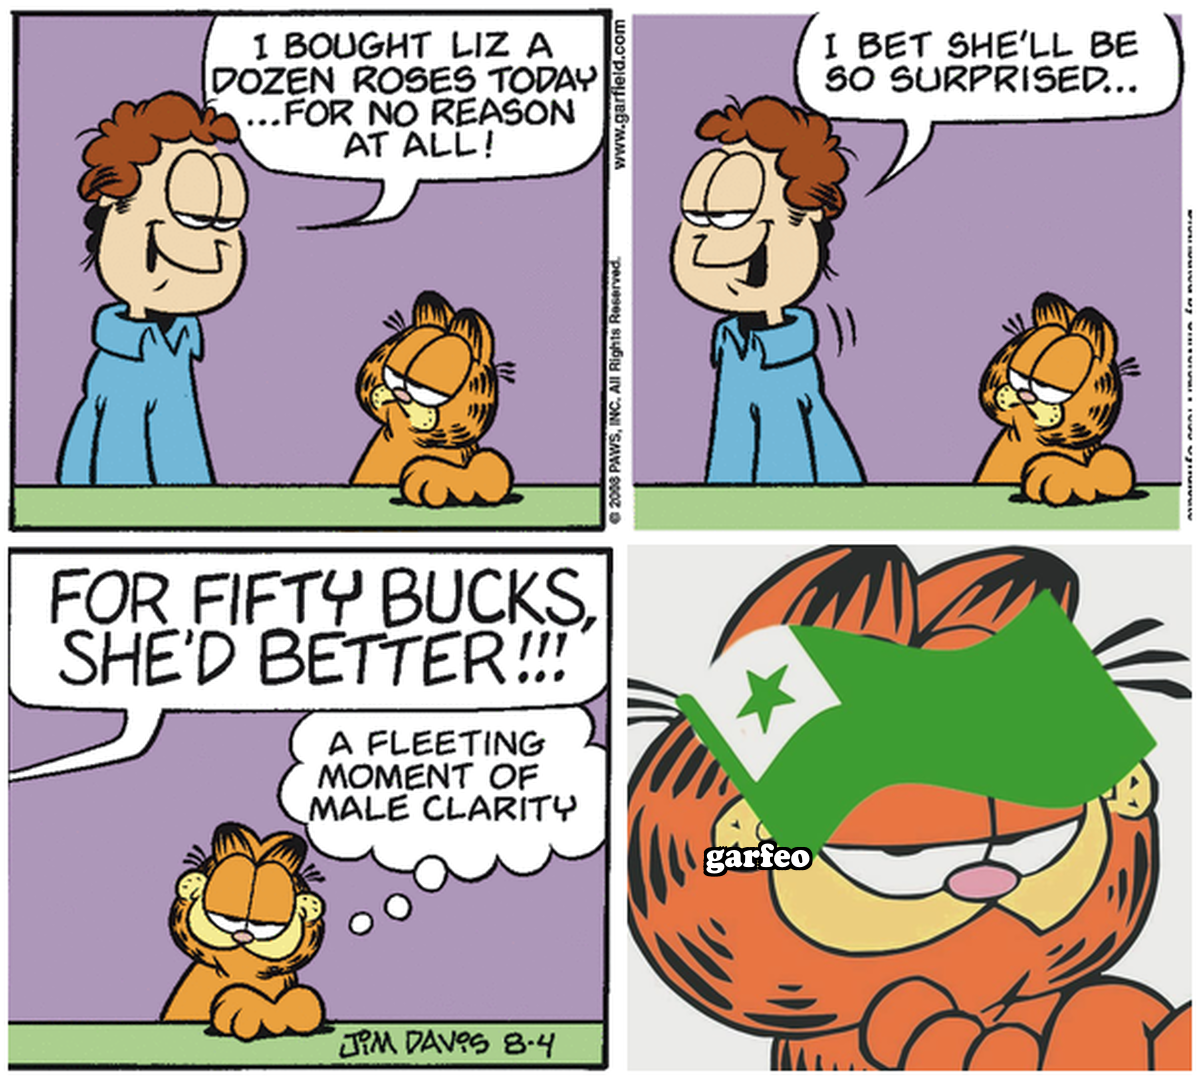 I BOUGHT LIZ A
DOZEN ROSES TODAY
...FOR NO REASON
AT ALL!
www.garfield.com
© 2008 PAWS, INC. All Rights Reserved.
I BET SHE'LL BE
SO SURPRISED...
FOR FIFTY BUCKS,
SHE'D BETTER!!!
A FLEETING
MOMENT OF
MALE CLARITY
JIM DAVIS 8-4
garfeo